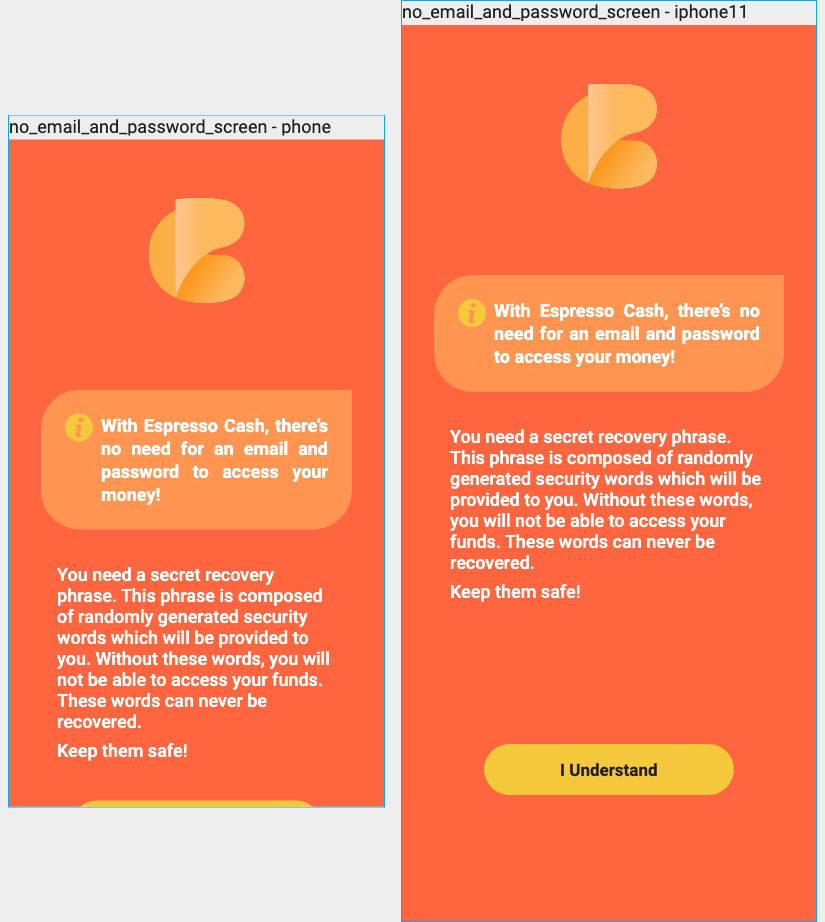 no_email_and_password_screen - phone
With Espresso Cash, there's
no need for an email and
password to access your
money!
You need a secret recovery
phrase. This phrase is composed
of randomly generated security
words which will be provided to
you. Without these words, you will
not be able to access your funds.
These words can never be
recovered.
Keep them safe!
no_email_and_password_screen - iphone11
With Espresso Cash, there's no
need for an email and password
to access your money!
You need a secret recovery phrase.
This phrase is composed of randomly
generated security words which will be
provided to you. Without these words,
you will not be able to access your
funds. These words can never be
recovered.
Keep them safe!
I Understand